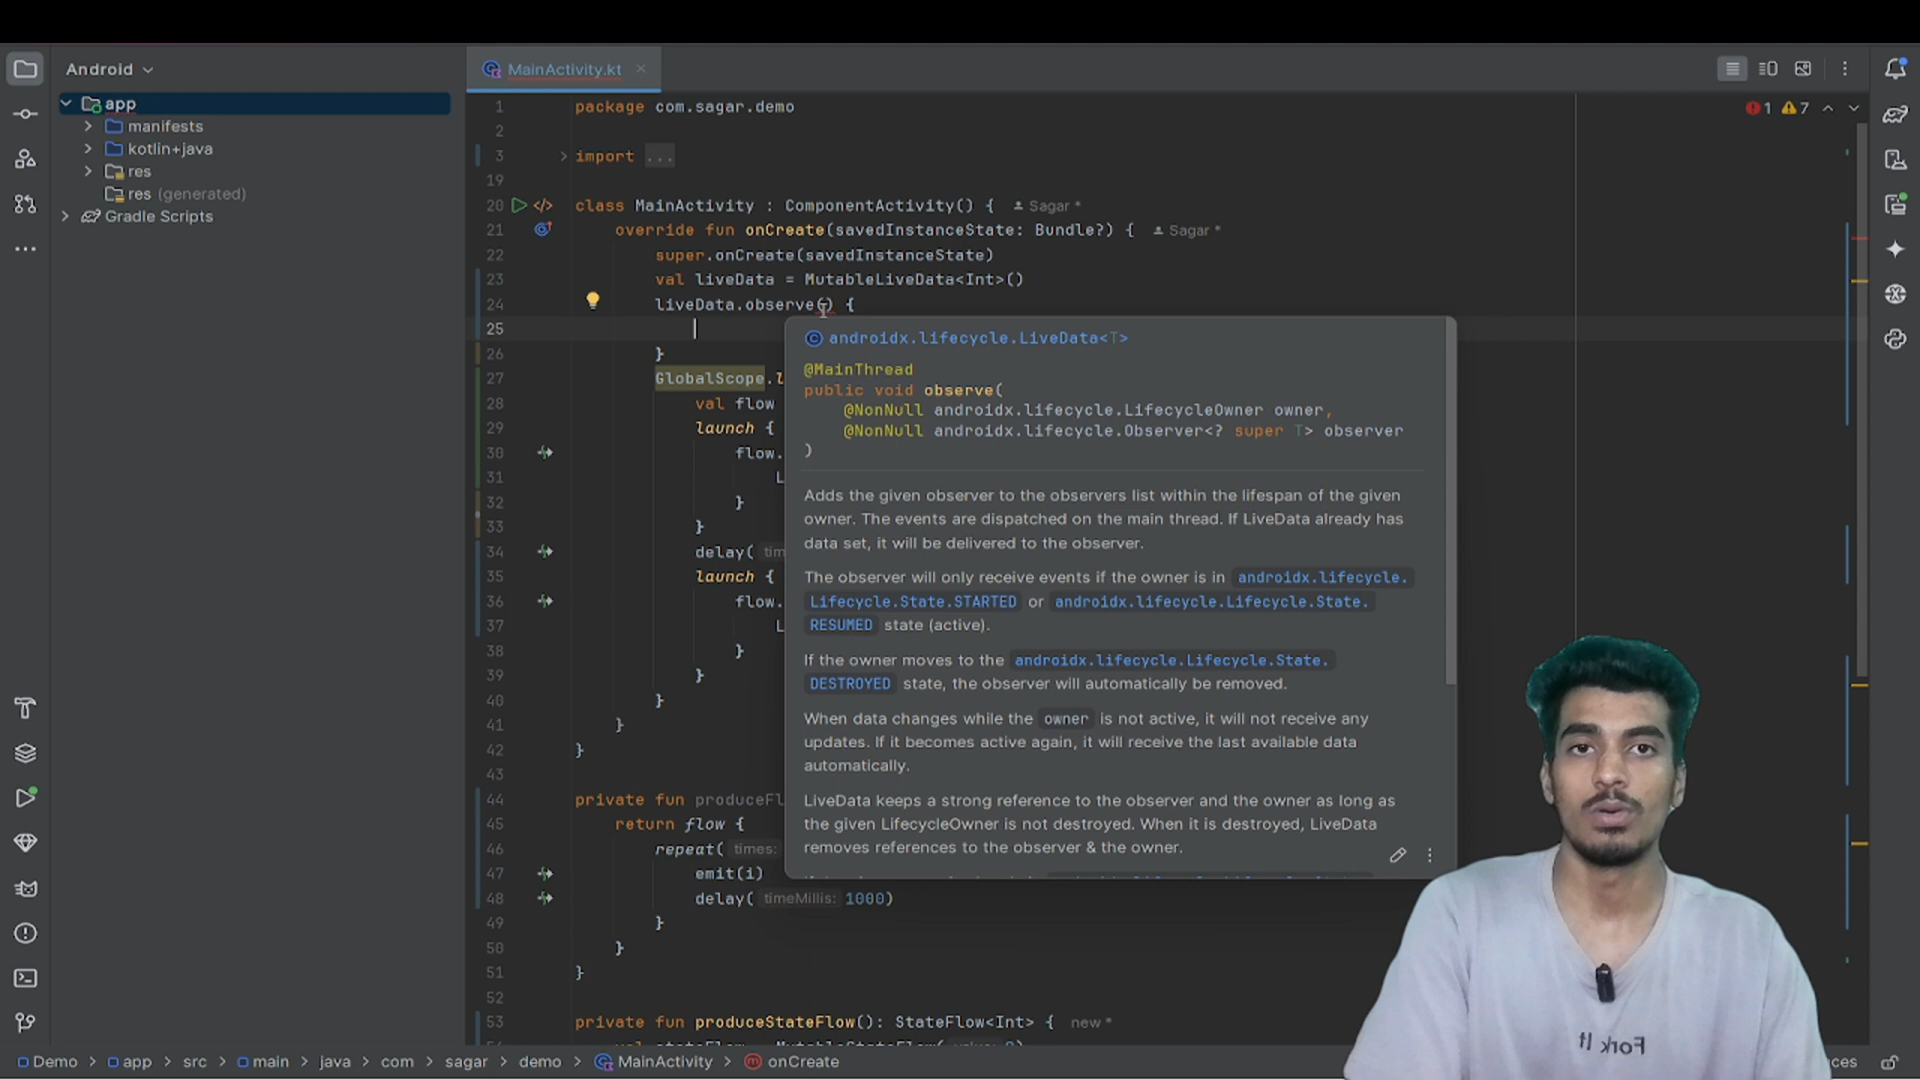 Android
app
manifests
kotlin+java
res
res (generated)
Gradle Scripts
MainActivity.kt
1 7
1 package com.sagar.demo
2
3 import ...
19
20 class MainActivity : ComponentActivity() { Sagar *
21 override fun onCreate(savedInstanceState: Bundle?) { Sagar *
22 super.onCreate(savedInstanceState)
23 val liveData = MutableLiveData<Int>()
24 liveData.observe() {
25
26 }
27 GlobalScope.l
28 val flow
29 launch {
30 flow.
31 L
32 }
33 }
34 delay( tim
35 launch {
36 flow.
37 L
38 }
39 }
40 }
41 }
42 }
43
44 private fun produceFl
45 return flow {
46 repeat( times:
47 emit(i)
48 delay( timeMillis: 1000)
49 }
50 }
51 }
52
53 private fun produceStateFlow(): StateFlow<Int> { new *
androidx.lifecycle.LiveData<T>
@MainThread
public void observe(
@NonNull androidx.lifecycle.LifecycleOwner owner,
@NonNull androidx.lifecycle.Observer<? super T> observer
)
Adds the given observer to the observers list within the lifespan of the given
owner. The events are dispatched on the main thread. If LiveData already has
data set, it will be delivered to the observer.
The observer will only receive events if the owner is in androidx.lifecycle.
Lifecycle.State.STARTED or androidx.lifecycle.Lifecycle.State.
RESUMED state (active).
If the owner moves to the androidx.lifecycle.Lifecycle.State.
DESTROYED state, the observer will automatically be removed.
When data changes while the owner is not active, it will not receive any
updates. If it becomes active again, it will receive the last available data
automatically.
LiveData keeps a strong reference to the observer and the owner as long as
the given LifecycleOwner is not destroyed. When it is destroyed, LiveData
removes references to the observer & the owner.
Fork It
Demo > app > src > main > java > com > sagar > demo > MainActivity > onCreate
ces